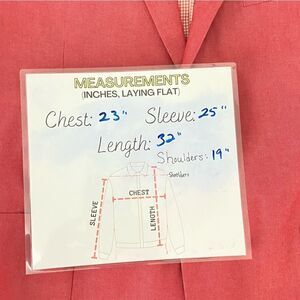 MEASUREMENTS
(INCHES, LAYING FLAT)
Chest: 23" Sleeve: 25"
Length: 32"
Shoulders: 19"
Shoulders
CHEST
SLEEVE
LENGTH